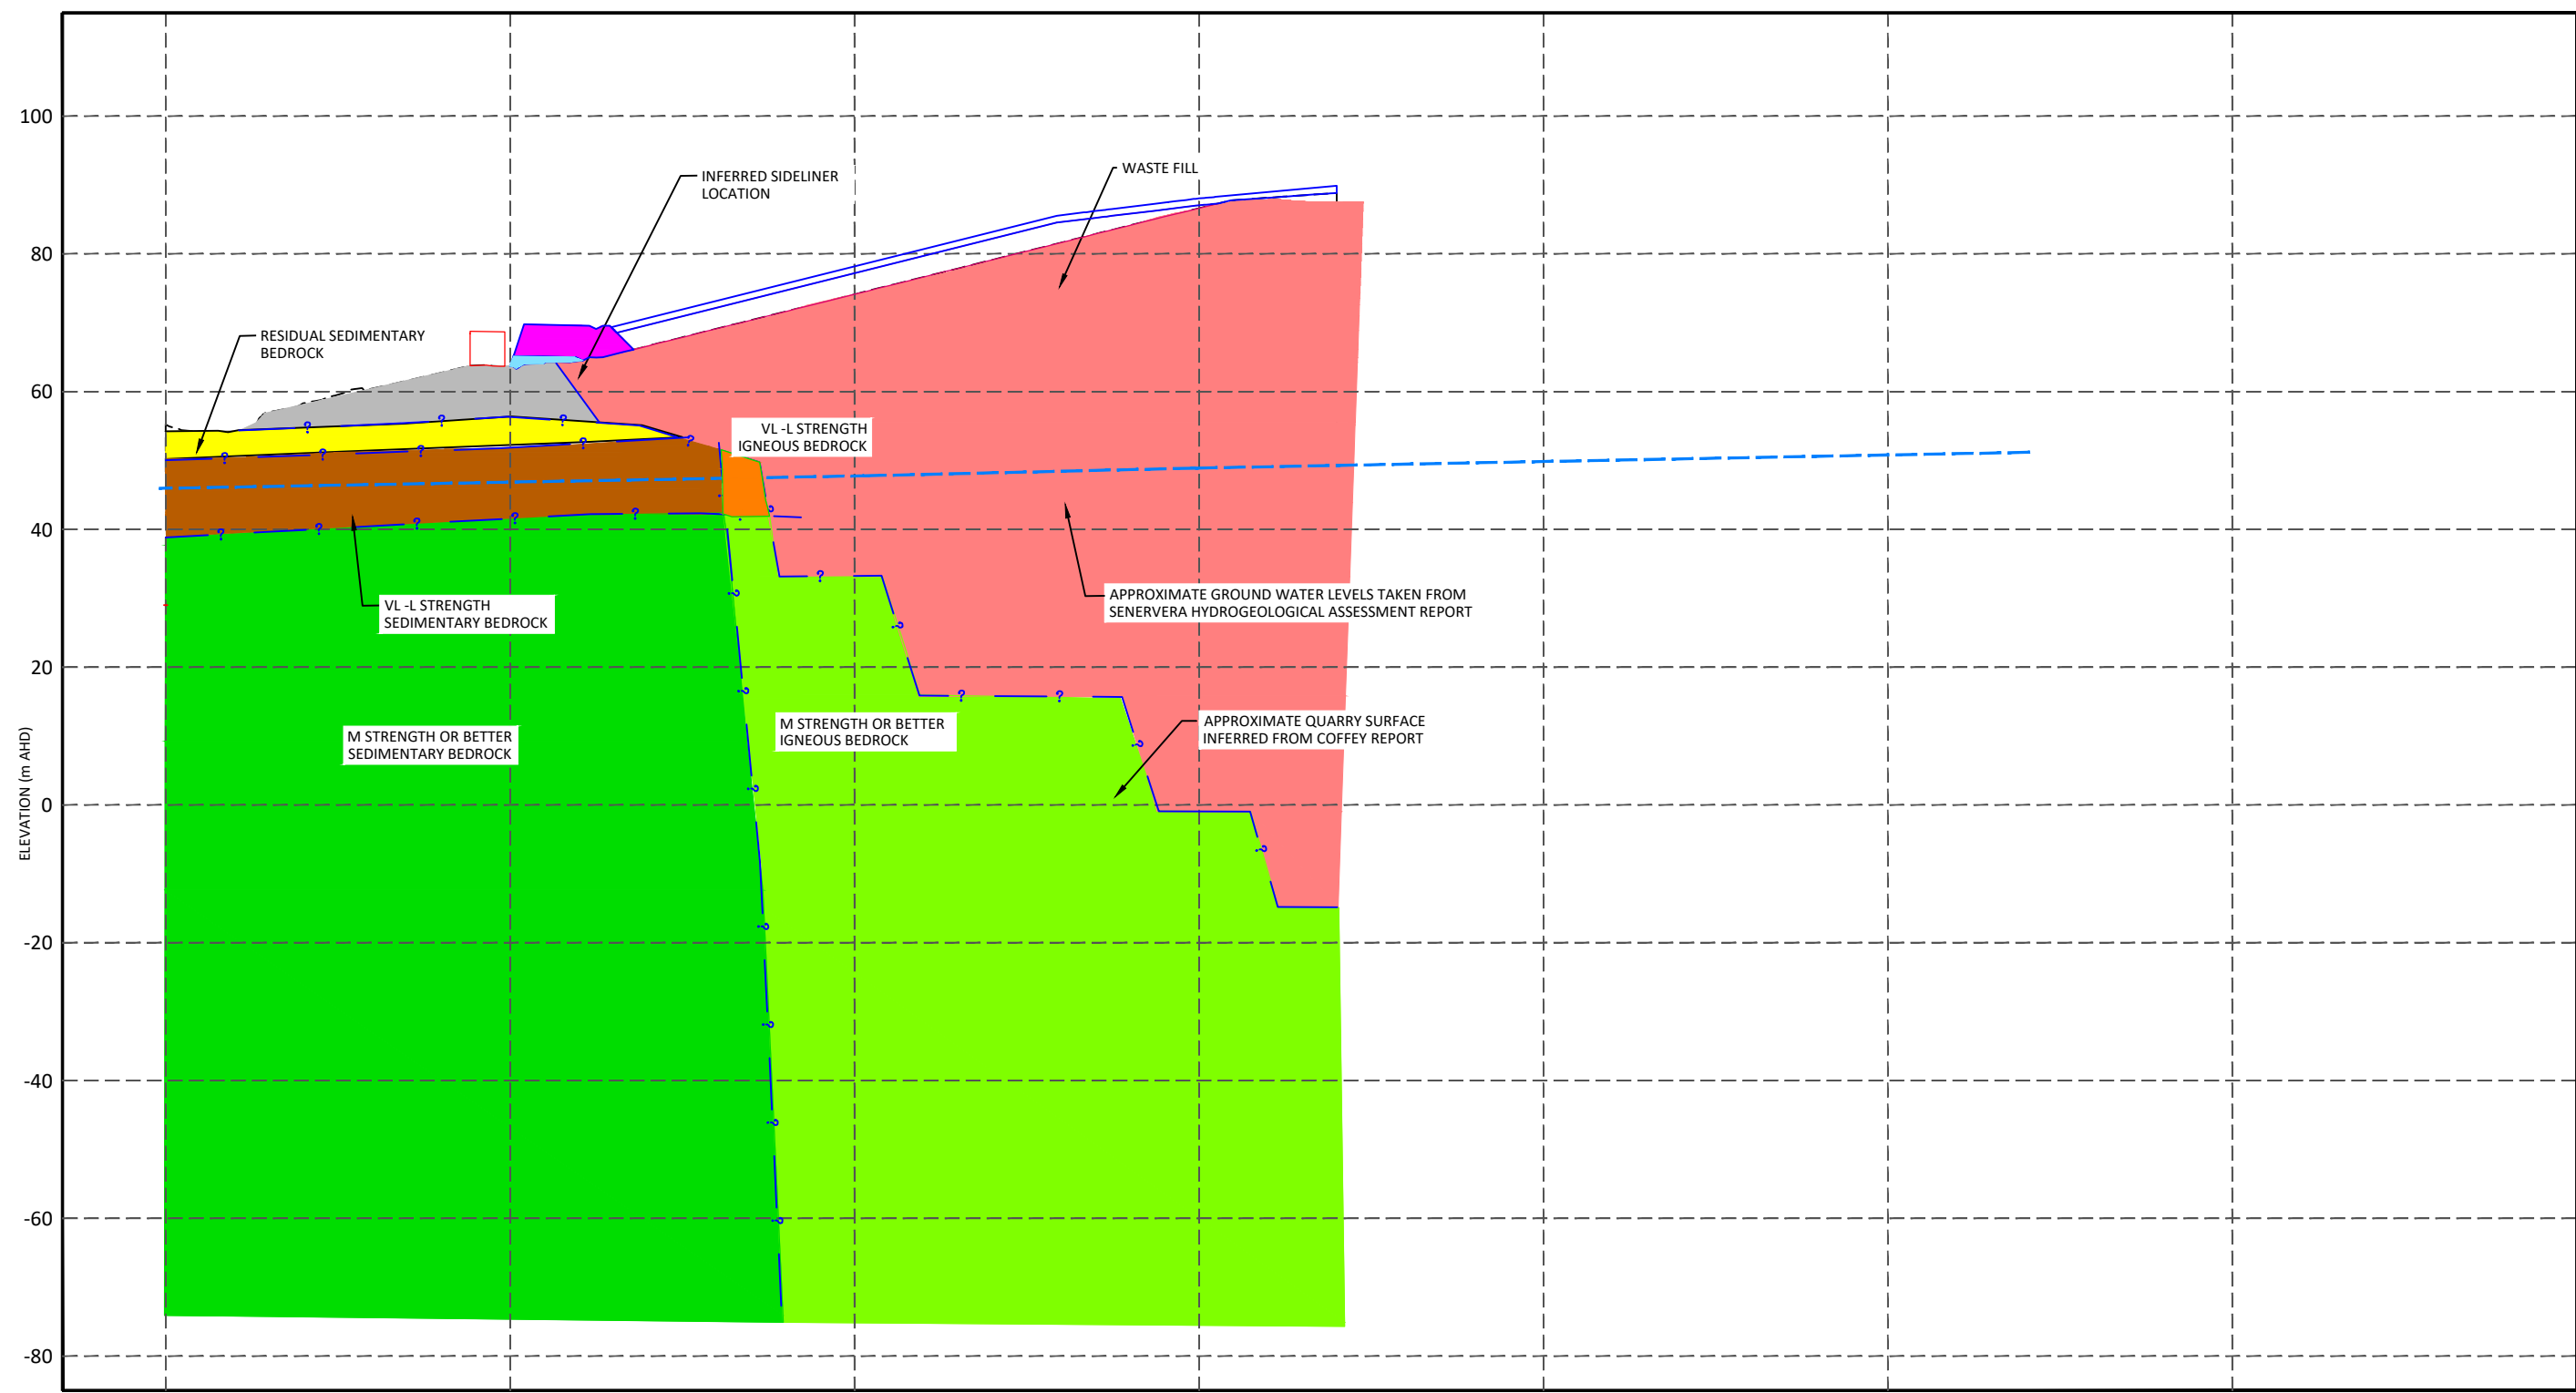 100
80
60
40
20
0
-20
-40
-60
-80
ELEVATION (m AHD)
INFERRED SIDELINER
LOCATION
WASTE FILL
RESIDUAL SEDIMENTARY
BEDROCK
VL -L STRENGTH
IGNEOUS BEDROCK
VL -L STRENGTH
SEDIMENTARY BEDROCK
APPROXIMATE GROUND WATER LEVELS TAKEN FROM
SENERVERA HYDROGEOLOGICAL ASSESSMENT REPORT
M STRENGTH OR BETTER
SEDIMENTARY BEDROCK
M STRENGTH OR BETTER
IGNEOUS BEDROCK
APPROXIMATE QUARRY SURFACE
INFERRED FROM COFFEY REPORT